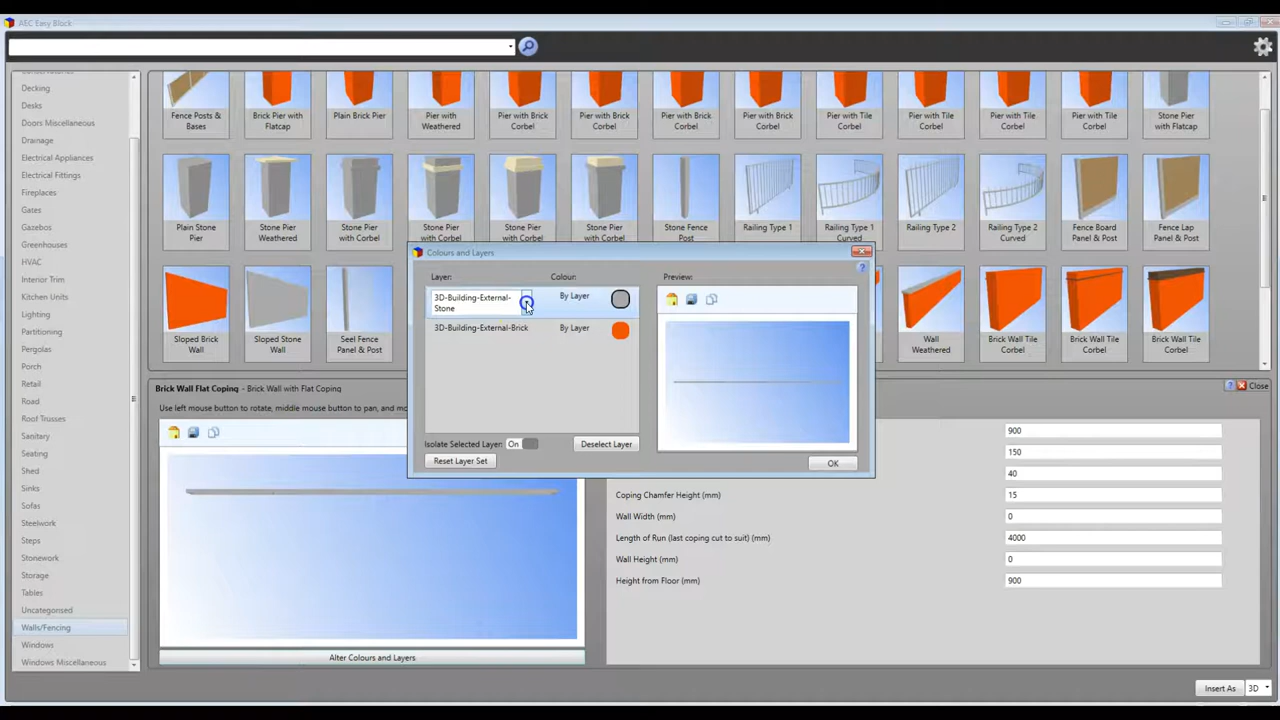 AEC Easy Block
Decking
Desks
Doors Miscellaneous
Drainage
Electrical Appliances
Electrical Fittings
Fireplaces
Gates
Gazebos
Greenhouses
HVAC
Interior Trim
Kitchen Units
Lighting
Partitioning
Pergolas
Porch
Retail
Road
Roof Trusses
Sanitary
Seating
Shed
Sinks
Sofas
Steelwork
Steps
Stonework
Storage
Tables
Uncategorised
Walls/Fencing
Windows
Windows Miscellaneous
Fence Posts &
Bases
Brick Pier with
Flatcap
Plain Brick Pier
Pier with
Weathered
Pier with Brick
Corbel
Pier with Brick
Corbel
Pier with Brick
Corbel
Pier with Brick
Corbel
Pier with Tile
Corbel
Pier with Tile
Corbel
Pier with Tile
Corbel
Pier with Tile
Corbel
Stone Pier
with Flatcap
Plain Stone
Pier
Stone Pier
Weathered
Stone Pier
with Corbel
Stone Pier
with Corbel
Stone Pier
with Corbel
Stone Pier
with Corbel
Stone Fence
Post
Railing Type 1
Railing Type 1
Curved
Railing Type 2
Railing Type 2
Curved
Fence Board
Panel & Post
Fence Lap
Panel & Post
Sloped Brick
Wall
Sloped Stone
Wall
Seel Fence
Panel & Post
Wall
Weathered
Brick Wall Tile
Corbel
Brick Wall Tile
Corbel
Brick Wall Tile
Corbel
Colours and Layers
Layer:
Colour:
Preview:
3D-Building-External-
Stone
By Layer
3D-Building-External-Brick
By Layer
Isolate Selected Layer:
On
Deselect Layer
Reset Layer Set
OK
Brick Wall Flat Coping - Brick Wall with Flat Coping
Close
Use left mouse button to rotate, middle mouse button to pan, and mo
900
150
40
Coping Chamfer Height (mm)
15
Wall Width (mm)
0
Length of Run (last coping cut to suit) (mm)
4000
Wall Height (mm)
0
Height from Floor (mm)
900
Alter Colours and Layers
Insert As
3D